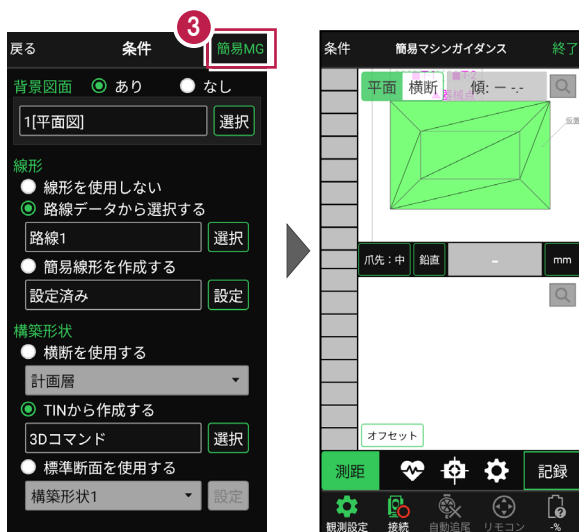 3
戻る 条件 簡易MG
背景図面 あり なし
1[平面図] 選択
線形
線形を使用しない
路線データから選択する
路線1 選択
簡易線形を作成する
設定済み 設定
構築形状
横断を使用する
計画層
TINから作成する
3Dコマンド 選択
標準断面を使用する
構築形状1 設定
条件 簡易マシンガイダンス 終了
平面 横断 傾: ー -.-
爪先：中 鉛直 - mm
オフセット
測距 記録
観測設定 接続 自動追尾 リモコン -%